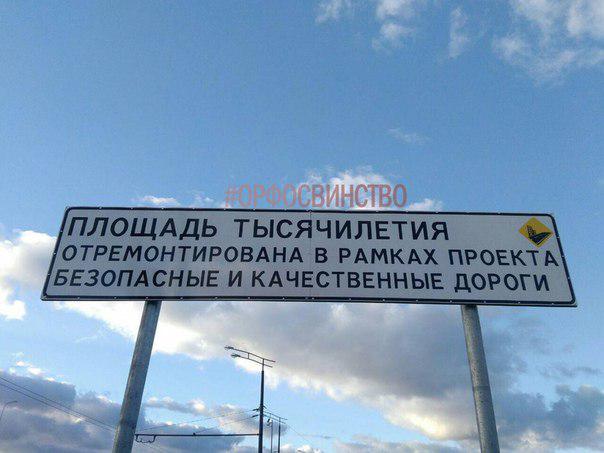 #ОРФОСВИНСТВО
ПЛОЩАДЬ ТЫСЯЧИЛЕТИЯ
ОТРЕМОНТИРОВАНА В РАМКАХ ПРОЕКТА
БЕЗОПАСНЫЕ И КАЧЕСТВЕННЫЕ ДОРОГИ